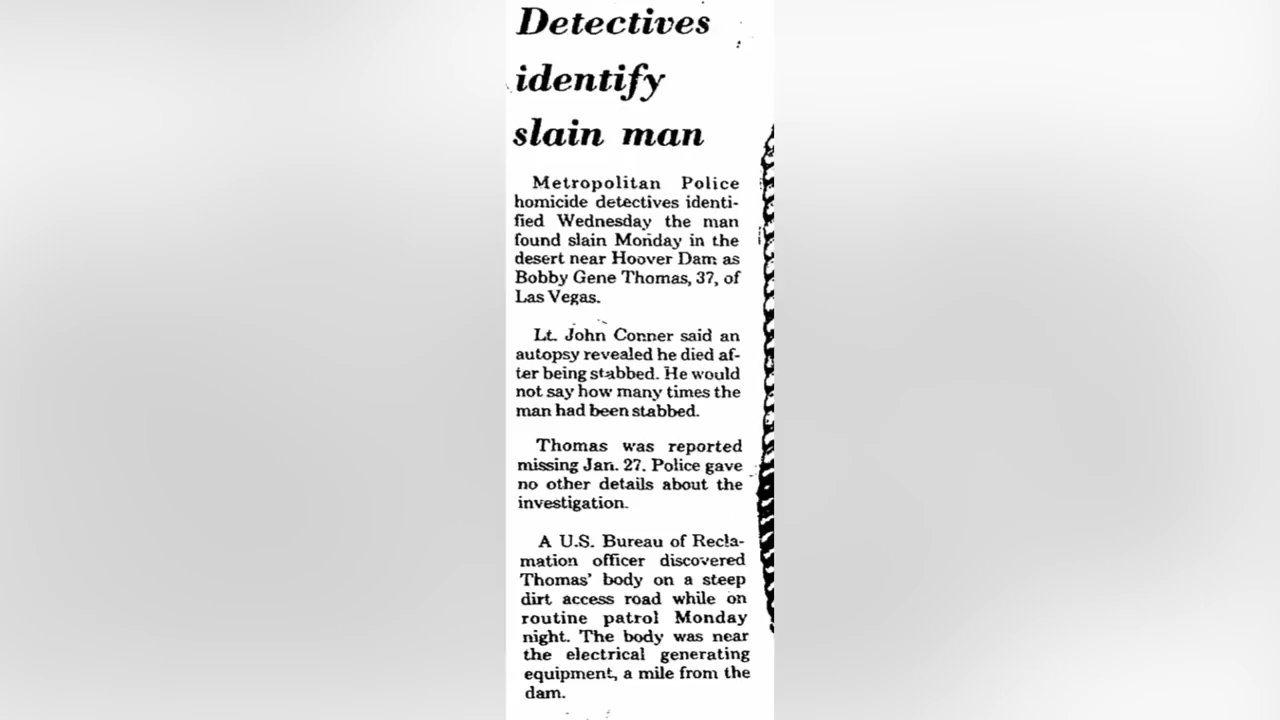 Detectives
identify
slain man
Metropolitan Police
homicide detectives identi-
fied Wednesday the man
found slain Monday in the
desert near Hoover Dam as
Bobby Gene Thomas, 37, of
Las Vegas.
Lt. John Conner said an
autopsy revealed he died af-
ter being stabbed. He would
not say how many times the
man had been stabbed.
Thomas was reported
missing Jan. 27. Police gave
no other details about the
investigation.
A U.S. Bureau of Recla-
mation officer discovered
Thomas' body on a steep
dirt access road while on
routine patrol Monday
night. The body was near
the electrical generating
equipment, a mile from the
dam.